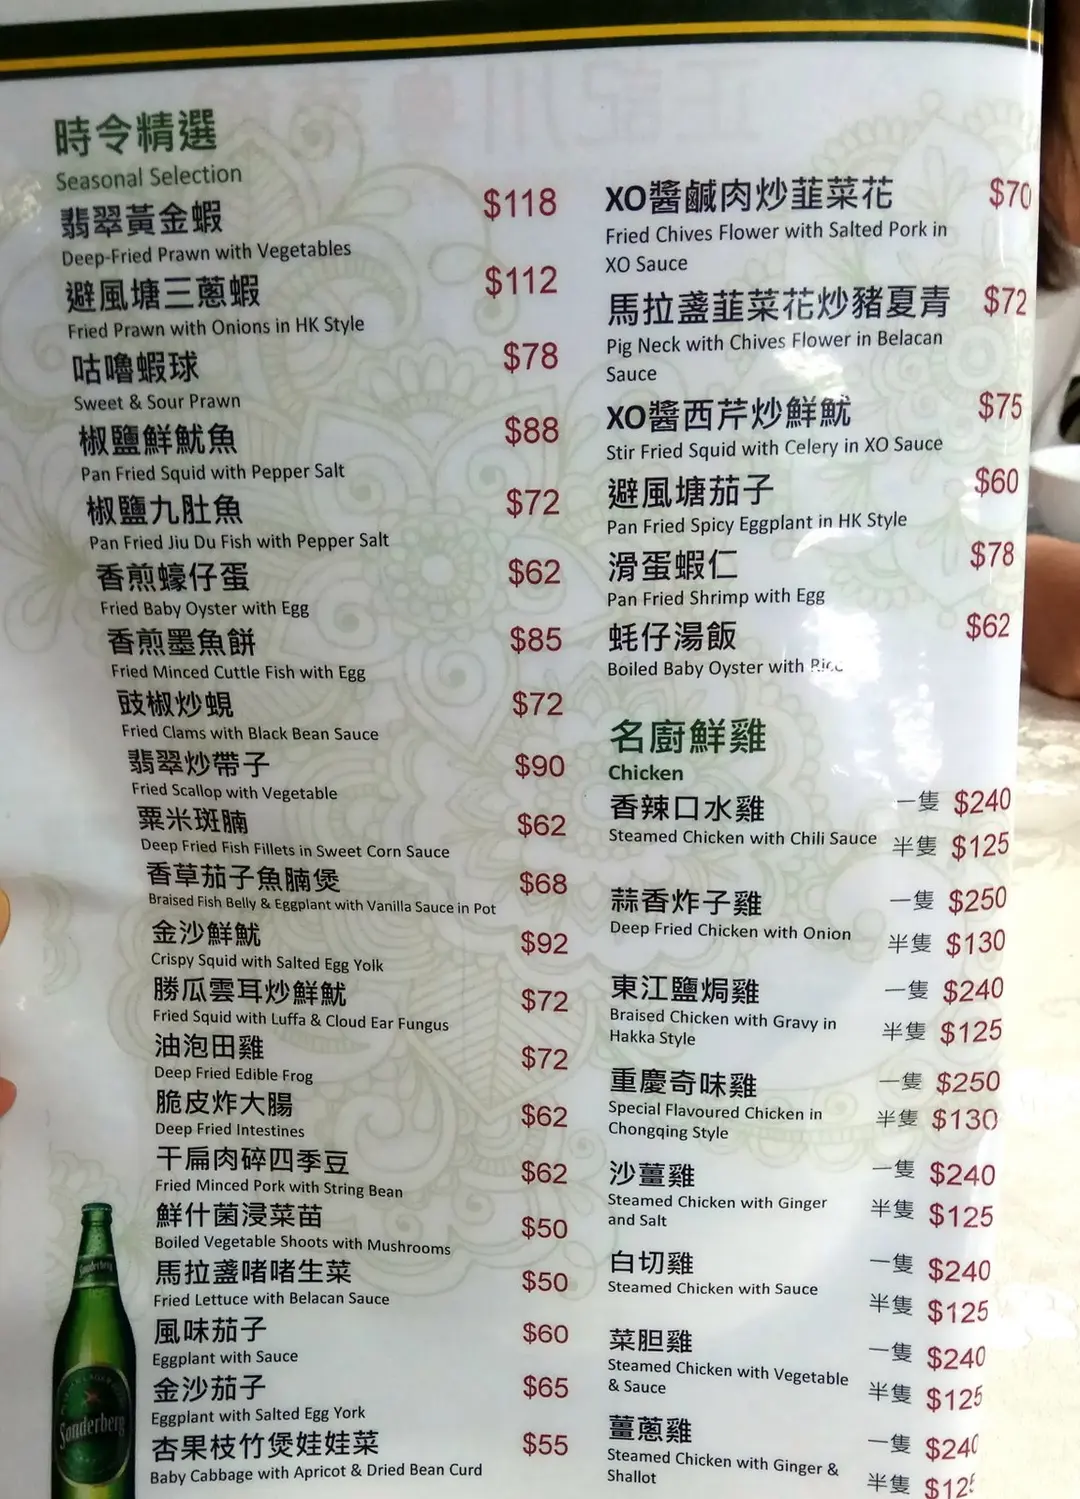 時令精選
Seasonal Selection
翡翠黃金蝦 $118
Deep-Fried Prawn with Vegetables
避風塘三蔥蝦 $112
Fried Prawn with Onions in HK Style
咕嚕蝦球 $78
Sweet & Sour Prawn
椒鹽鮮魷魚 $88
Pan Fried Squid with Pepper Salt
椒鹽九肚魚 $72
Pan Fried Jiu Du Fish with Pepper Salt
香煎蠔仔蛋 $62
Fried Baby Oyster with Egg
香煎墨魚餅 $85
Fried Minced Cuttle Fish with Egg
豉椒炒蜆 $72
Fried Clams with Black Bean Sauce
翡翠炒帶子 $90
Fried Scallop with Vegetable
粟米斑腩 $62
Deep Fried Fish Fillets in Sweet Corn Sauce
香草茄子魚腩煲 $68
Braised Fish Belly & Eggplant with Vanilla Sauce in Pot
金沙鮮魷 $92
Crispy Squid with Salted Egg Yolk
勝瓜雲耳炒鮮魷 $72
Fried Squid with Luffa & Cloud Ear Fungus
油泡田雞 $72
Deep Fried Edible Frog
脆皮炸大腸 $62
Deep Fried Intestines
干扁肉碎四季豆 $62
Fried Minced Pork with String Bean
鮮什菌浸菜苗 $50
Boiled Vegetable Shoots with Mushrooms
馬拉盞啫啫生菜 $50
Fried Lettuce with Belacan Sauce
風味茄子 $60
Eggplant with Sauce
金沙茄子 $65
Eggplant with Salted Egg York
杏果枝竹煲娃娃菜 $55
Baby Cabbage with Apricot & Dried Bean Curd
Sonderberg
Sonderberg
XO醬鹹肉炒韮菜花 $70
Fried Chives Flower with Salted Pork in
XO Sauce
馬拉盞韮菜花炒豬夏青 $72
Pig Neck with Chives Flower in Belacan
Sauce
XO醬西芹炒鮮魷 $75
Stir Fried Squid with Celery in XO Sauce
避風塘茄子 $60
Pan Fried Spicy Eggplant in HK Style
滑蛋蝦仁 $78
Pan Fried Shrimp with Egg
蚝仔湯飯 $62
Boiled Baby Oyster with Rice
名廚鮮雞
Chicken
香辣口水雞 一隻 $240
Steamed Chicken with Chili Sauce 半隻 $125
蒜香炸子雞 一隻 $250
Deep Fried Chicken with Onion 半隻 $130
東江鹽焗雞 一隻 $240
Braised Chicken with Gravy in 半隻 $125
Hakka Style
重慶奇味雞 一隻 $250
Special Flavoured Chicken in 半隻 $130
Chongqing Style
沙薑雞 一隻 $240
Steamed Chicken with Ginger 半隻 $125
and Salt
白切雞 一隻 $240
Steamed Chicken with Sauce 半隻 $125
菜胆雞 一隻 $240
Steamed Chicken with Vegetable 半隻 $125
& Sauce
薑蔥雞 一隻 $240
Steamed Chicken with Ginger & 半隻 $125
Shallot